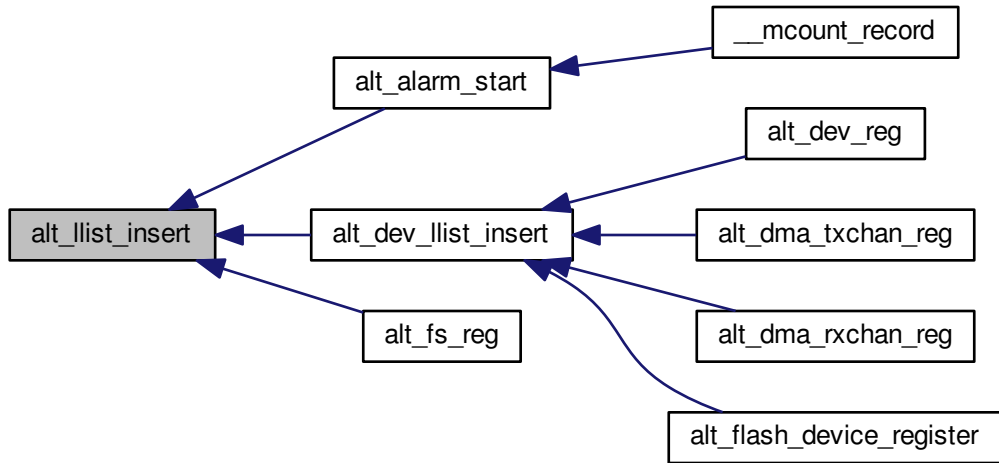 __mcount_record
alt_alarm_start
alt_dev_reg
alt_llist_insert
alt_dev_llist_insert
alt_dma_txchan_reg
alt_fs_reg
alt_dma_rxchan_reg
alt_flash_device_register